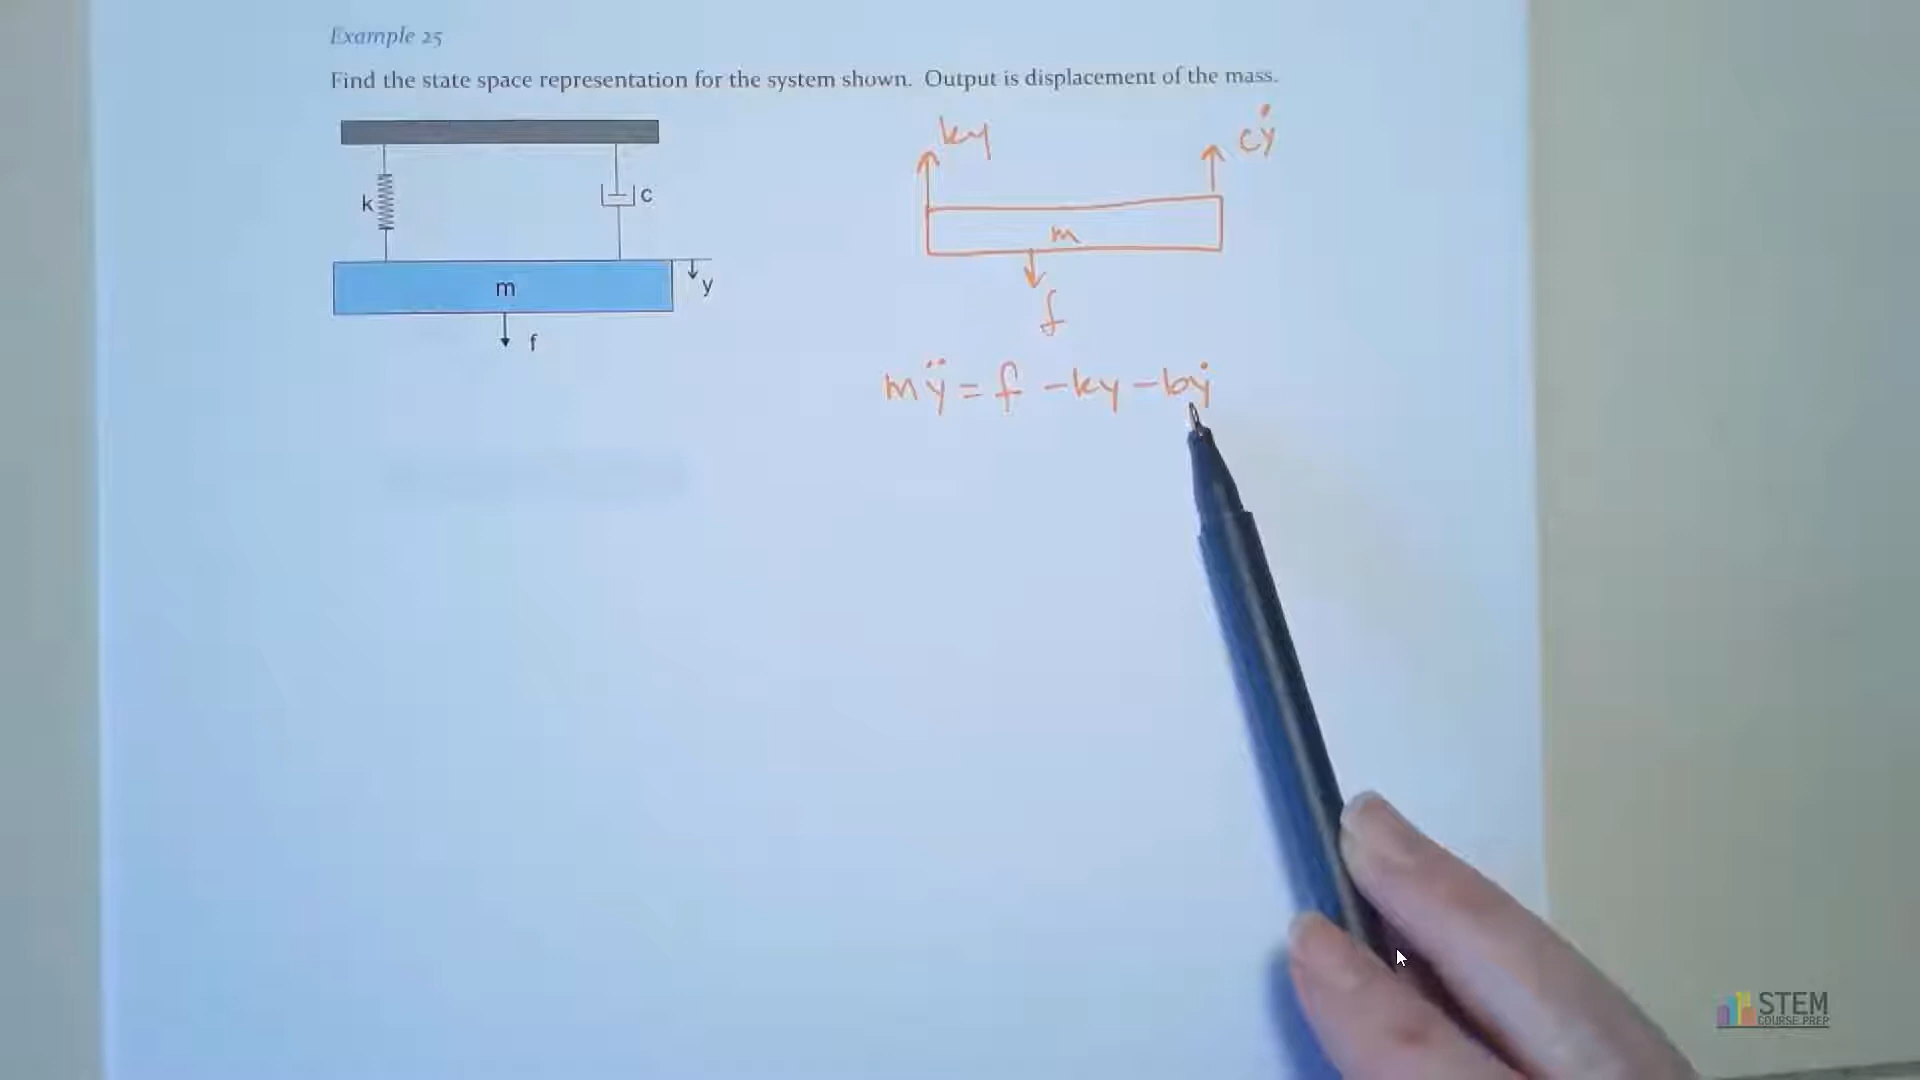 Example 25
Find the state space representation for the system shown. Output is displacement of the mass.
k
c
m
y
f
ky
cẏ
m
f
mÿ = f - ky - bẏ
STEM
COURSE PREP